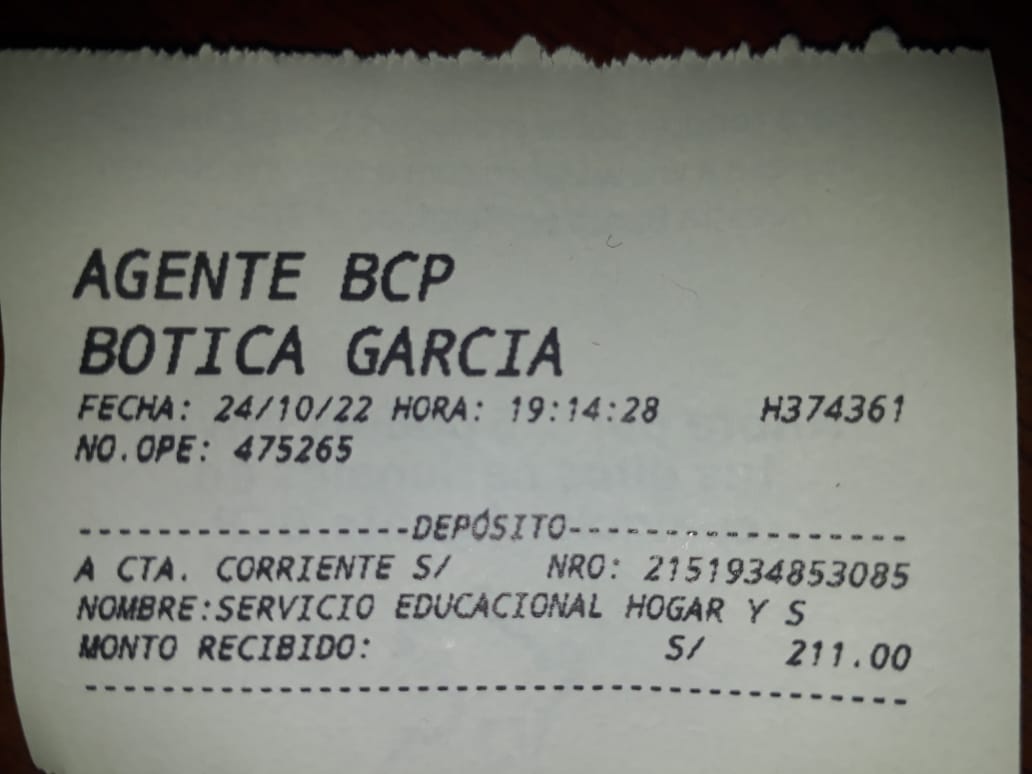 AGENTE BCP
BOTICA GARCIA
FECHA: 24/10/22 HORA: 19:14:28 H374361
NO.OPE: 475265
-----------------DEPÓSITO-----------------
A CTA. CORRIENTE S/ NRO: 2151934853085
NOMBRE:SERVICIO EDUCACIONAL HOGAR Y S
MONTO RECIBIDO: S/ 211.00
------------------------------------------